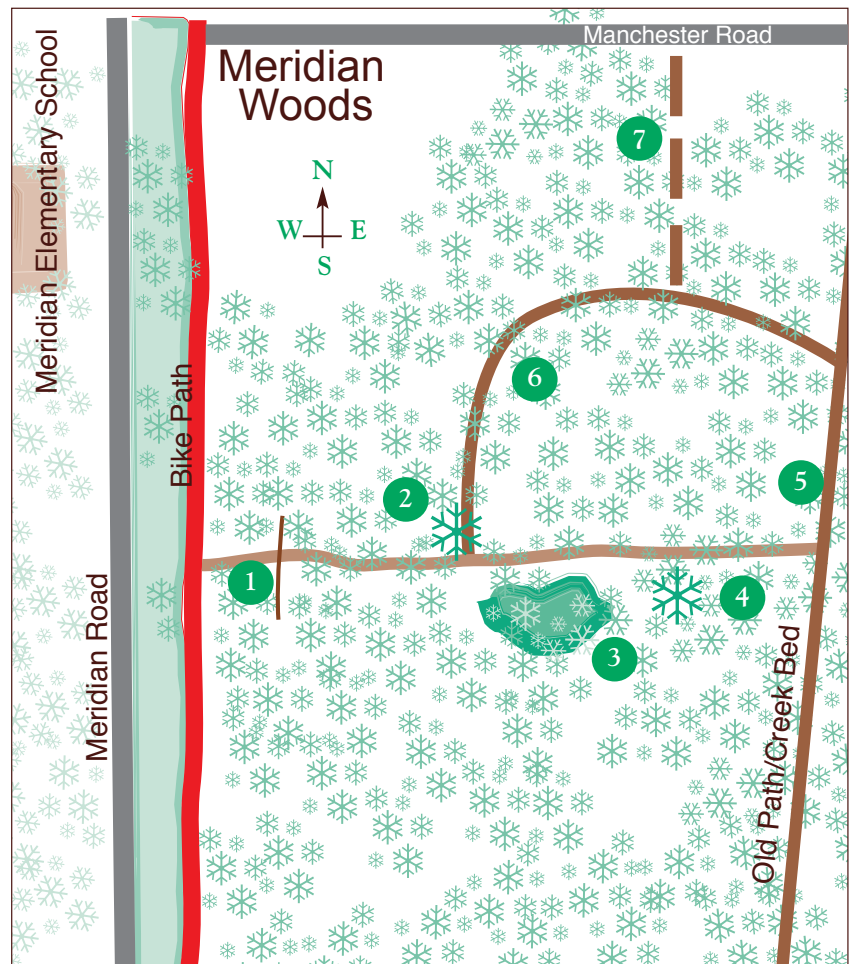 Manchester Road
Meridian
Woods
Meridian Elementary School
7
N
W
E
S
Bike Path
6
5
2
1
4
3
Meridian Road
Old Path/Creek Bed